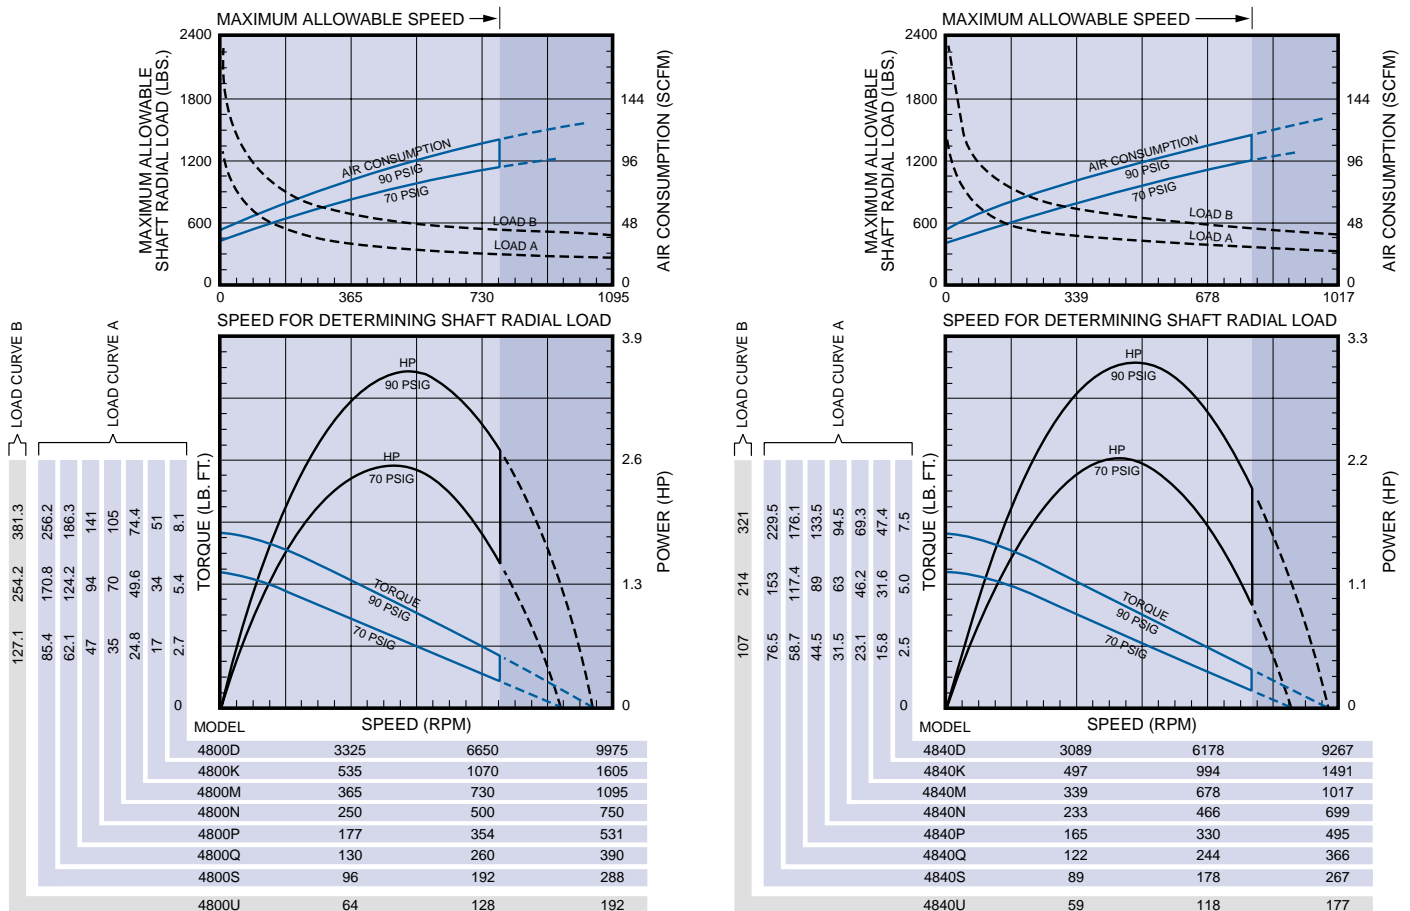 MAXIMUM ALLOWABLE SPEED
MAXIMUM ALLOWABLE
SHAFT RADIAL LOAD (LBS.)
2400
1800
1200
600
0
144
96
48
0
AIR CONSUMPTION (SCFM)
AIR CONSUMPTION
90 PSIG
70 PSIG
LOAD B
LOAD A
0 365 730 1095
SPEED FOR DETERMINING SHAFT RADIAL LOAD
LOAD CURVE B
LOAD CURVE A
TORQUE (LB. FT.)
POWER (HP)
3.9
2.6
1.3
0
HP
90 PSIG
HP
70 PSIG
TORQUE
90 PSIG
70 PSIG
381.3 256.2 186.3 141 105 74.4 51 8.1
254.2 170.8 124.2 94 70 49.6 34 5.4
127.1 85.4 62.1 47 35 24.8 17 2.7
0
MODEL SPEED (RPM)
4800D 3325 6650 9975
4800K 535 1070 1605
4800M 365 730 1095
4800N 250 500 750
4800P 177 354 531
4800Q 130 260 390
4800S 96 192 288
4800U 64 128 192
MAXIMUM ALLOWABLE SPEED
MAXIMUM ALLOWABLE
SHAFT RADIAL LOAD (LBS.)
2400
1800
1200
600
0
144
96
48
0
AIR CONSUMPTION (SCFM)
AIR CONSUMPTION
90 PSIG
70 PSIG
LOAD B
LOAD A
0 339 678 1017
SPEED FOR DETERMINING SHAFT RADIAL LOAD
LOAD CURVE B
LOAD CURVE A
TORQUE (LB. FT.)
POWER (HP)
3.3
2.2
1.1
0
HP
90 PSIG
HP
70 PSIG
TORQUE
90 PSIG
70 PSIG
321 229.5 176.1 133.5 94.5 69.3 47.4 7.5
214 153 117.4 89 63 46.2 31.6 5.0
107 76.5 58.7 44.5 31.5 23.1 15.8 2.5
0
MODEL SPEED (RPM)
4840D 3089 6178 9267
4840K 497 994 1491
4840M 339 678 1017
4840N 233 466 699
4840P 165 330 495
4840Q 122 244 366
4840S 89 178 267
4840U 59 118 177